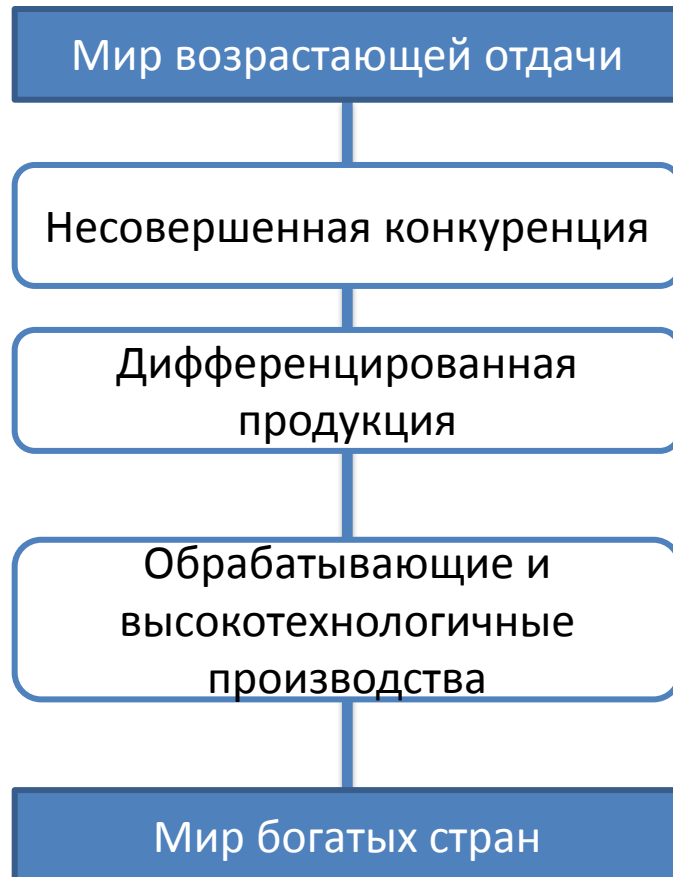 Мир возрастающей отдачи
Несовершенная конкуренция
Дифференцированная
продукция
Обрабатывающие и
высокотехнологичные
производства
Мир богатых стран